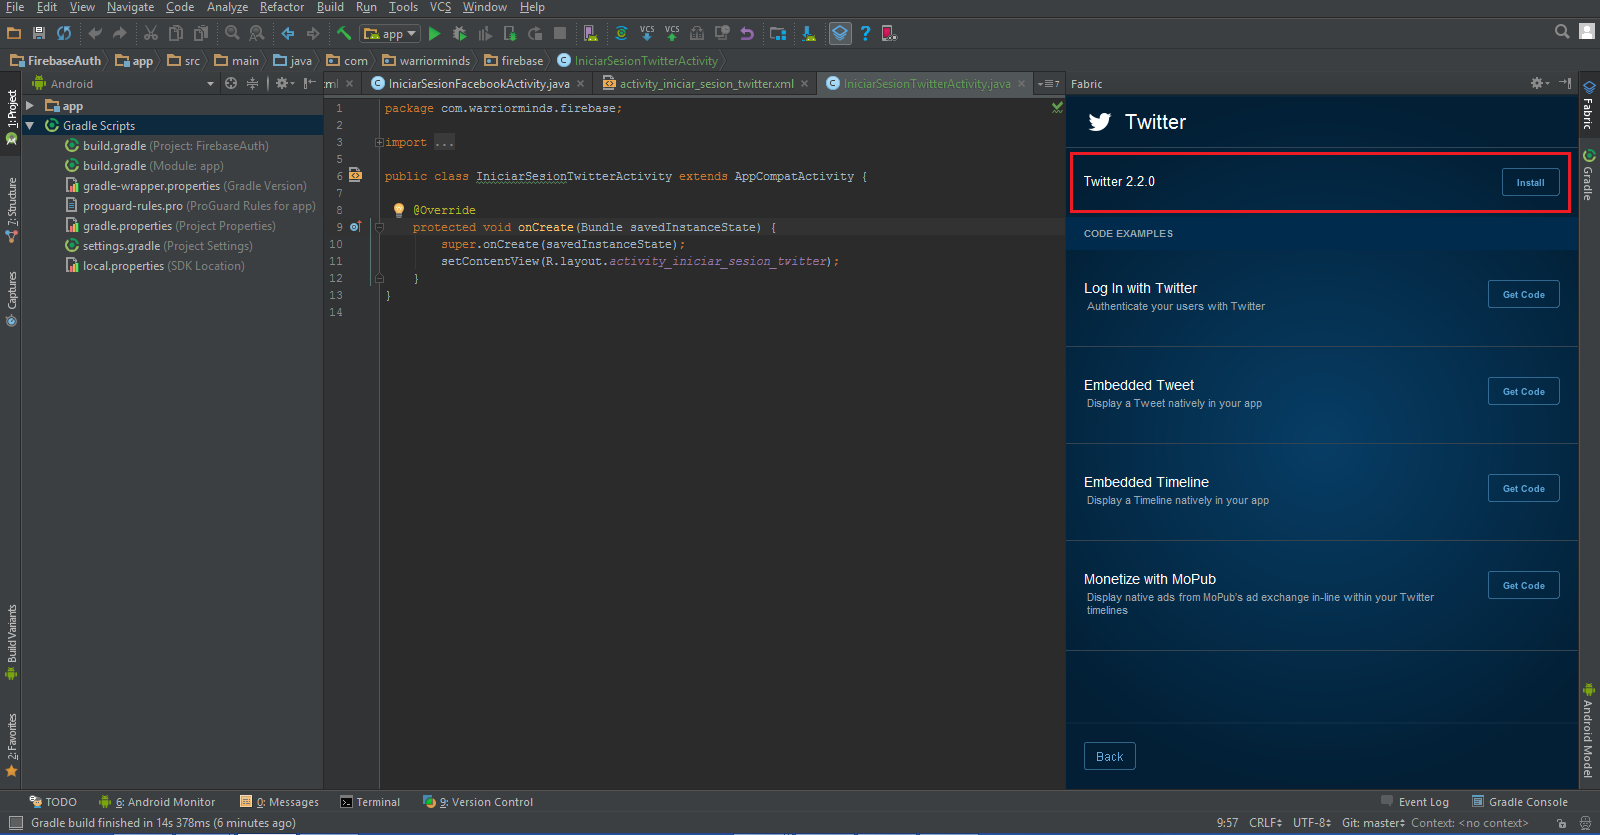 File Edit View Navigate Code Analyze Refactor Build Run Tools VCS Window Help
app
VCS VCS
FirebaseAuth app src main java com warriorminds firebase IniciarSesionTwitterActivity
Android
ml IniciarSesionFacebookActivity.java activity_iniciar_sesion_twitter.xml IniciarSesionTwitterActivity.java 7
Fabric
1: Project
7: Structure
Captures
Build Variants
2: Favorites
app
Gradle Scripts
build.gradle (Project: FirebaseAuth)
build.gradle (Module: app)
gradle-wrapper.properties (Gradle Version)
proguard-rules.pro (ProGuard Rules for app)
gradle.properties (Project Properties)
settings.gradle (Project Settings)
local.properties (SDK Location)
1 package com.warriorminds.firebase;
2
3 import ...
5
6 public class IniciarSesionTwitterActivity extends AppCompatActivity {
7
8 @Override
9 protected void onCreate(Bundle savedInstanceState) {
10 super.onCreate(savedInstanceState);
11 setContentView(R.layout.activity_iniciar_sesion_twitter);
12 }
13 }
14
Twitter
Twitter 2.2.0 Install
CODE EXAMPLES
Log In with Twitter
Authenticate your users with Twitter
Get Code
Embedded Tweet
Display a Tweet natively in your app
Get Code
Embedded Timeline
Display a Timeline natively in your app
Get Code
Monetize with MoPub
Display native ads from MoPub's ad exchange in-line within your Twitter
timelines
Get Code
Back
Fabric
Gradle
Android Model
TODO 6: Android Monitor 0: Messages Terminal 9: Version Control Event Log Gradle Console
Gradle build finished in 14s 378ms (6 minutes ago) 9:57 CRLF UTF-8 Git: master Context: <no context>